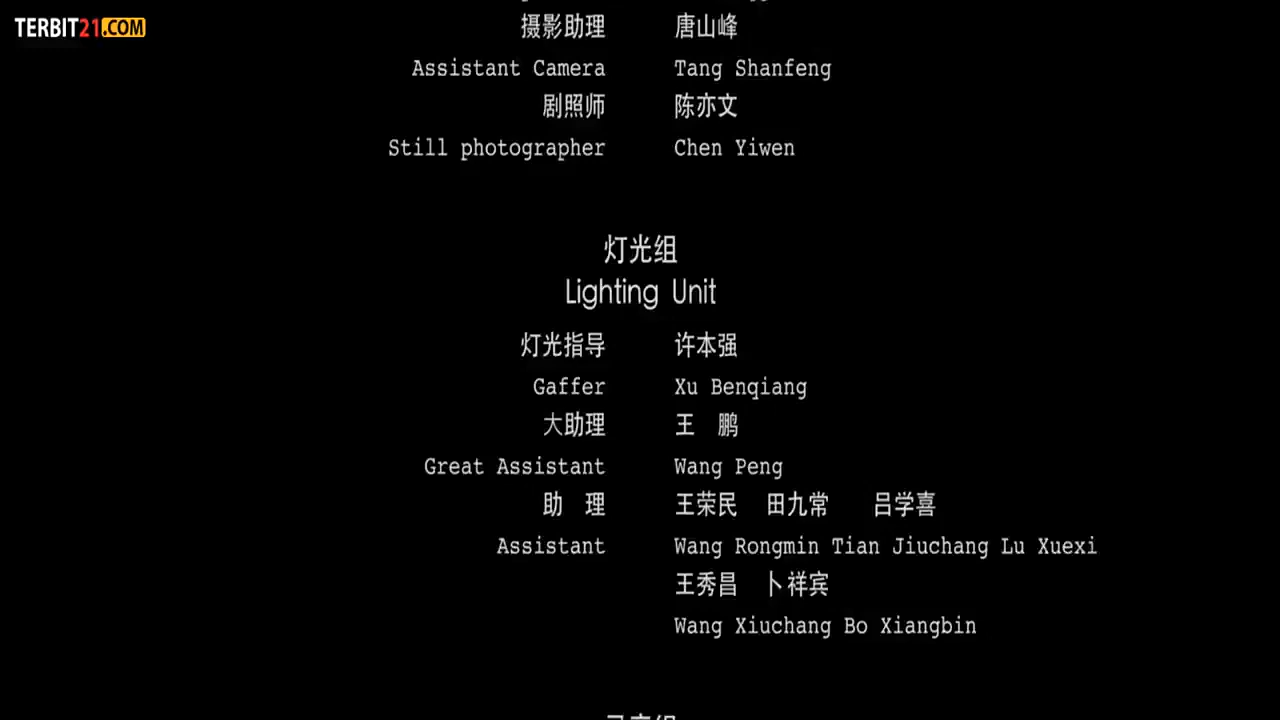 TERBIT21.COM
摄影助理 唐山峰
Assistant Camera Tang Shanfeng
剧照师 陈亦文
Still photographer Chen Yiwen
灯光组
Lighting Unit
灯光指导 许本强
Gaffer Xu Benqiang
大助理 王 鹏
Great Assistant Wang Peng
助 理 王荣民 田九常 吕学喜
Assistant Wang Rongmin Tian Jiuchang Lu Xuexi
王秀昌 卜祥宾
Wang Xiuchang Bo Xiangbin